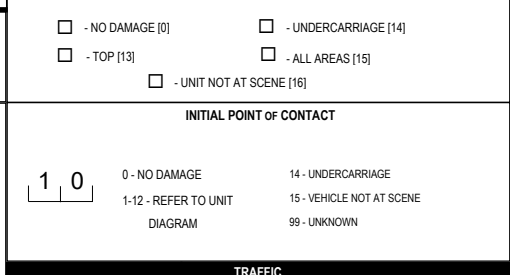 ☐ - NO DAMAGE [0] ☐ - UNDERCARRIAGE [14]
☐ - TOP [13] ☐ - ALL AREAS [15]
☐ - UNIT NOT AT SCENE [16]
INITIAL POINT OF CONTACT
1 0
0 - NO DAMAGE 14 - UNDERCARRIAGE
1-12 - REFER TO UNIT 15 - VEHICLE NOT AT SCENE
DIAGRAM 99 - UNKNOWN
TRAFFIC